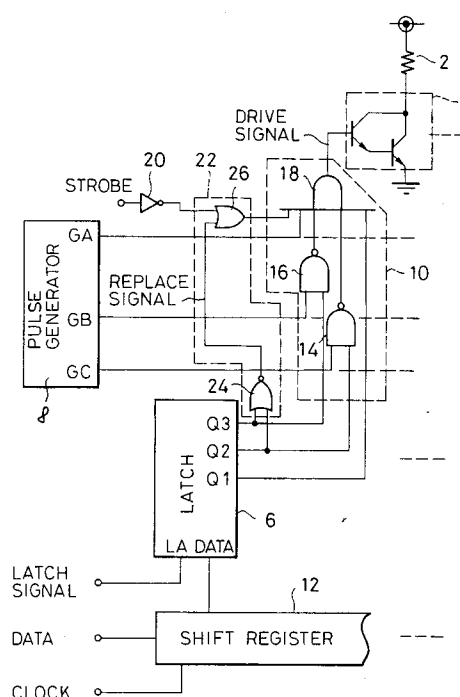 2
DRIVE
SIGNAL
20
22
26
18
STROBE
GA
16
10
REPLACE
SIGNAL
PULSE
GENERATOR
GB
14
GC
8
24
Q3
Q2
Q1
LATCH
6
LA DATA
LATCH
SIGNAL
12
DATA
SHIFT REGISTER
CLOCK